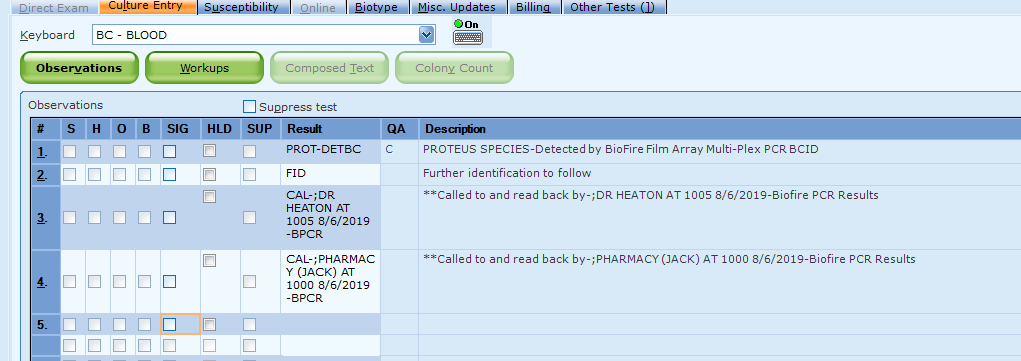 Direct Exam Culture Entry Susceptibility Online Biotype Misc. Updates Billing Other Tests (])
Keyboard BC - BLOOD On
Observations Workups Composed Text Colony Count
Observations Suppress test
# S H O B SIG HLD SUP Result QA Description
1. PROT-DETBC C PROTEUS SPECIES-Detected by BioFire Film Array Multi-Plex PCR BCID
2. FID Further identification to follow
3. CAL-;DR **Called to and read back by-;DR HEATON AT 1005 8/6/2019-Biofire PCR Results
HEATON AT
1005 8/6/2019
-BPCR
4. CAL-;PHARMAC **Called to and read back by-;PHARMACY (JACK) AT 1000 8/6/2019-Biofire PCR Results
Y (JACK) AT
1000 8/6/2019
-BPCR
5.